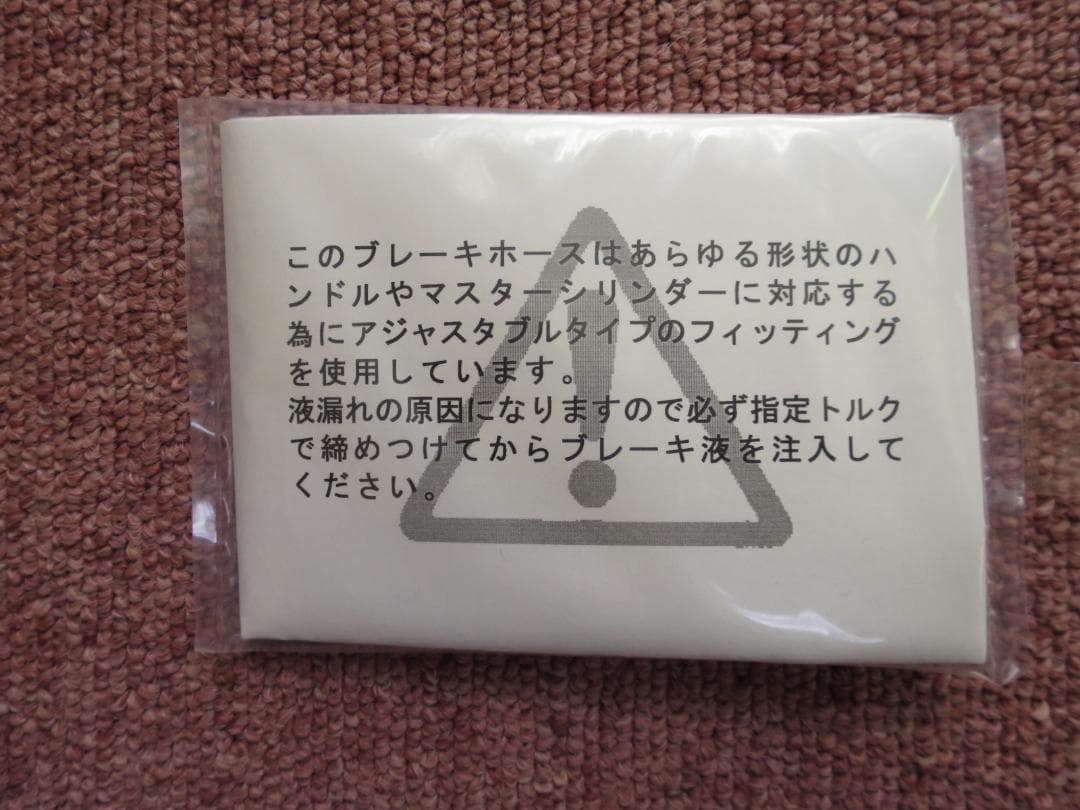 このブレーキホースはあらゆる形状のハ
ンドルやマスターシリンダーに対応する
為にアジャスタブルタイプのフィッティング
を使用しています。
液漏れの原因になりますので必ず指定トルク
で締めつけてからブレーキ液を注入して
ください。